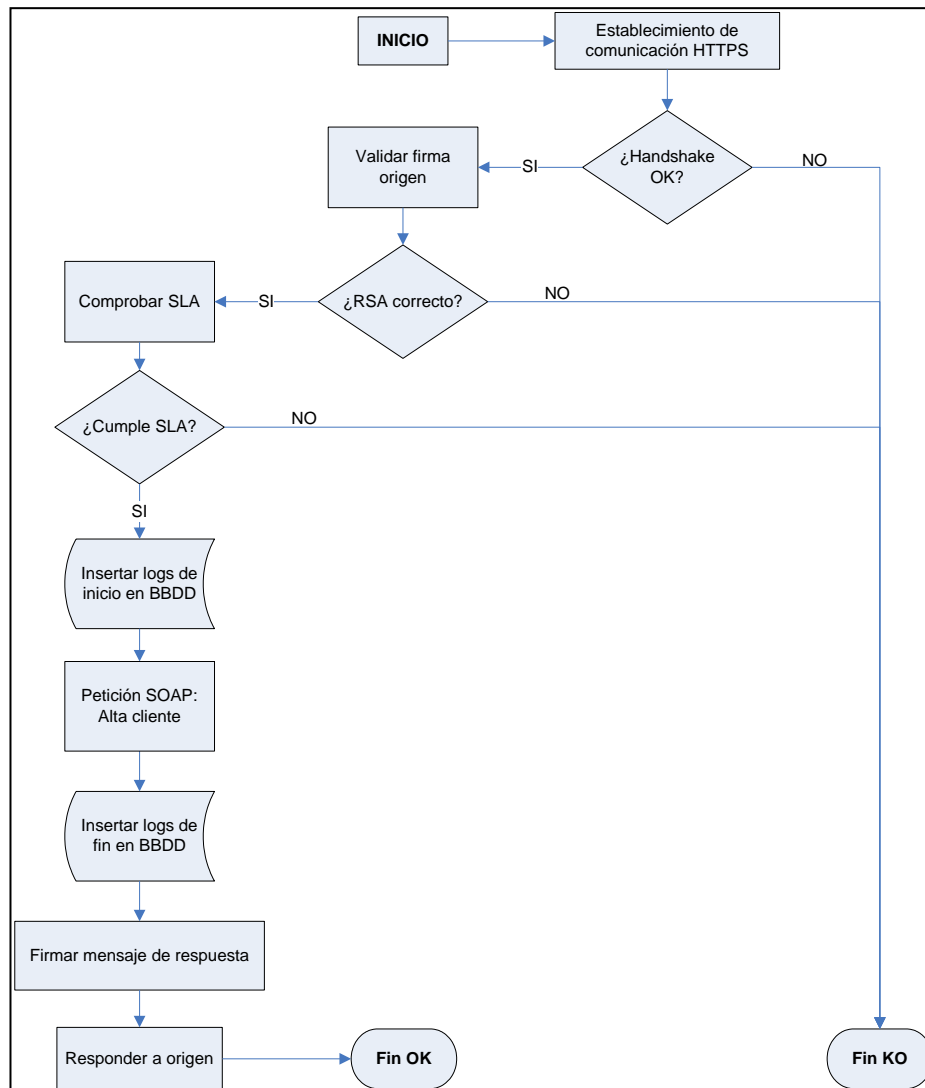 INICIO
Establecimiento de
comunicación HTTPS
¿Handshake
OK?
SI
NO
Validar firma
origen
¿RSA correcto?
SI
NO
Comprobar SLA
¿Cumple SLA?
NO
SI
Insertar logs de
inicio en BBDD
Petición SOAP:
Alta cliente
Insertar logs de
fin en BBDD
Firmar mensaje de respuesta
Responder a origen
Fin OK
Fin KO